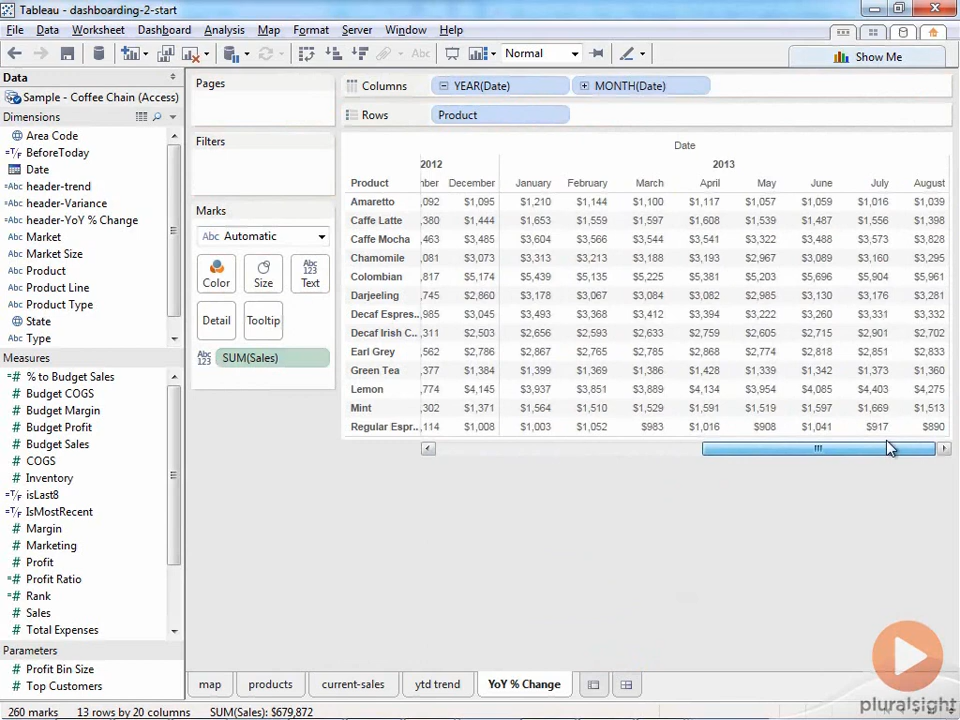 Tableau - dashboarding-2-start
File Data Worksheet Dashboard Analysis Map Format Server Window Help
Normal
Show Me
Data
Sample - Coffee Chain (Access)
Dimensions
Area Code
BeforeToday
Date
header-trend
header-Variance
header-YoY % Change
Market
Market Size
Product
Product Line
Product Type
State
Type
Measures
% to Budget Sales
Budget COGS
Budget Margin
Budget Profit
Budget Sales
COGS
Inventory
isLast8
IsMostRecent
Margin
Marketing
Profit
Profit Ratio
Rank
Sales
Total Expenses
Parameters
Profit Bin Size
Top Customers
Pages
Filters
Marks
Abc Automatic
Color Size Abc 123 Text
Detail Tooltip
Abc 123 SUM(Sales)
Columns YEAR(Date) MONTH(Date)
Rows Product
Date
2012 2013
Product mber December January February March April May June July August
Amaretto ,092 $1,095 $1,210 $1,144 $1,100 $1,117 $1,057 $1,059 $1,016 $1,039
Caffe Latte ,380 $1,444 $1,653 $1,559 $1,597 $1,608 $1,539 $1,487 $1,556 $1,398
Caffe Mocha ,463 $3,485 $3,604 $3,566 $3,544 $3,541 $3,322 $3,488 $3,573 $3,828
Chamomile ,081 $3,073 $3,313 $3,213 $3,188 $3,193 $2,967 $3,089 $3,160 $3,295
Colombian ,817 $5,174 $5,439 $5,135 $5,225 $5,381 $5,203 $5,696 $5,904 $5,961
Darjeeling ,745 $2,860 $3,178 $3,067 $3,084 $3,082 $2,985 $3,130 $3,176 $3,281
Decaf Espres.. ,985 $3,045 $3,493 $3,368 $3,412 $3,394 $3,222 $3,260 $3,331 $3,332
Decaf Irish C.. ,311 $2,503 $2,656 $2,593 $2,633 $2,759 $2,605 $2,715 $2,901 $2,702
Earl Grey ,562 $2,786 $2,867 $2,765 $2,785 $2,868 $2,774 $2,818 $2,851 $2,833
Green Tea ,377 $1,384 $1,399 $1,369 $1,386 $1,428 $1,339 $1,342 $1,373 $1,360
Lemon ,774 $4,145 $3,937 $3,851 $3,889 $4,134 $3,954 $4,085 $4,403 $4,275
Mint ,302 $1,371 $1,564 $1,510 $1,529 $1,591 $1,519 $1,597 $1,669 $1,513
Regular Espr.. ,114 $1,008 $1,003 $1,052 $983 $1,016 $908 $1,041 $917 $890
map products current-sales ytd trend YoY % Change
260 marks 13 rows by 20 columns SUM(Sales): $679,872
pluralsight